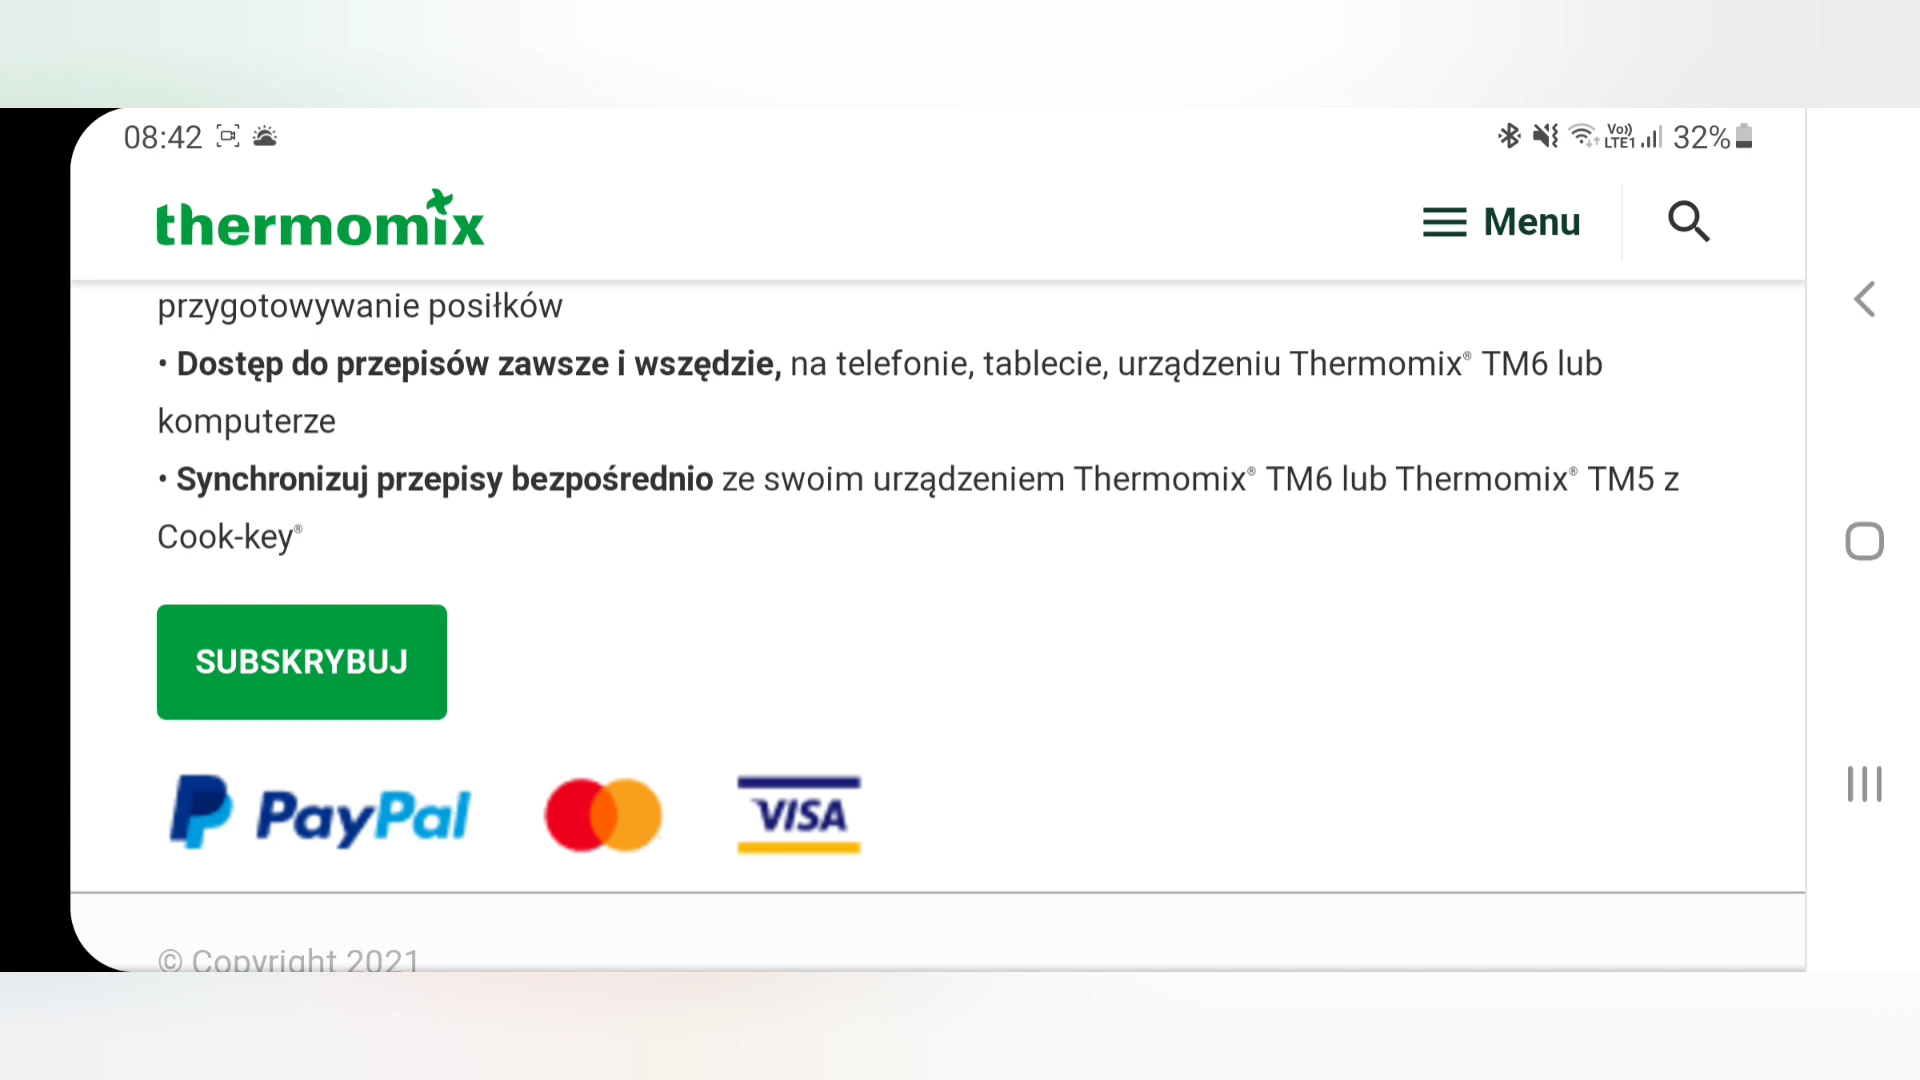 08:42 Vo)) LTE1 32%
thermomix Menu
przygotowywanie posiłków
• Dostęp do przepisów zawsze i wszędzie, na telefonie, tablecie, urządzeniu Thermomix® TM6 lub
komputerze
• Synchronizuj przepisy bezpośrednio ze swoim urządzeniem Thermomix® TM6 lub Thermomix® TM5 z
Cook-key®
SUBSKRYBUJ
PayPal VISA
© Copyright 2021